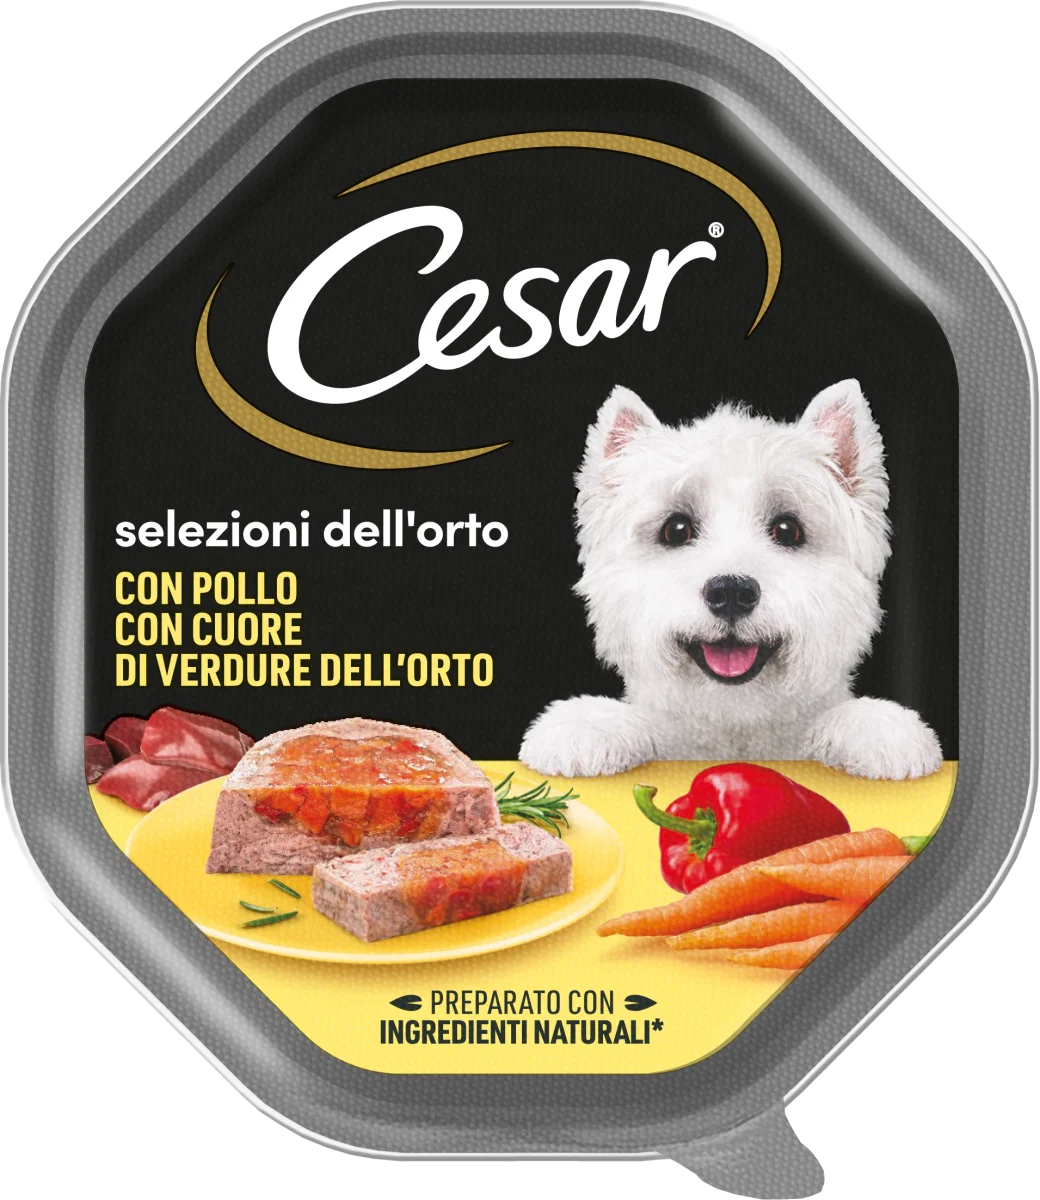 Cesar®
selezioni dell'orto
CON POLLO
CON CUORE
DI VERDURE DELL'ORTO
PREPARATO CON
INGREDIENTI NATURALI*